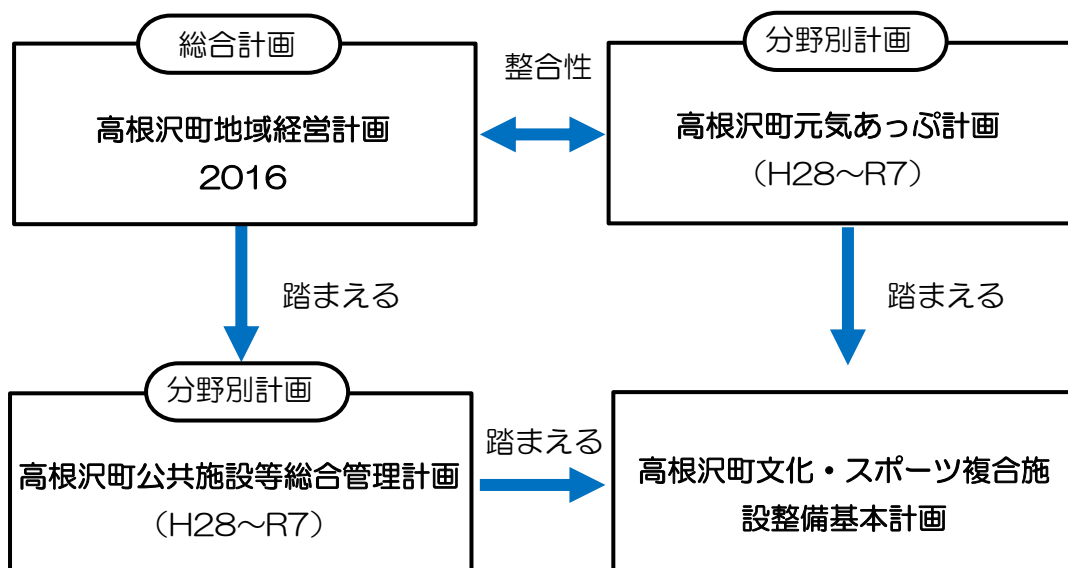 総合計画
高根沢町地域経営計画
2016
整合性
分野別計画
高根沢町元気あっぷ計画
（H28～R7）
踏まえる
踏まえる
分野別計画
高根沢町公共施設等総合管理計画
（H28～R7）
踏まえる
高根沢町文化・スポーツ複合施
設整備基本計画